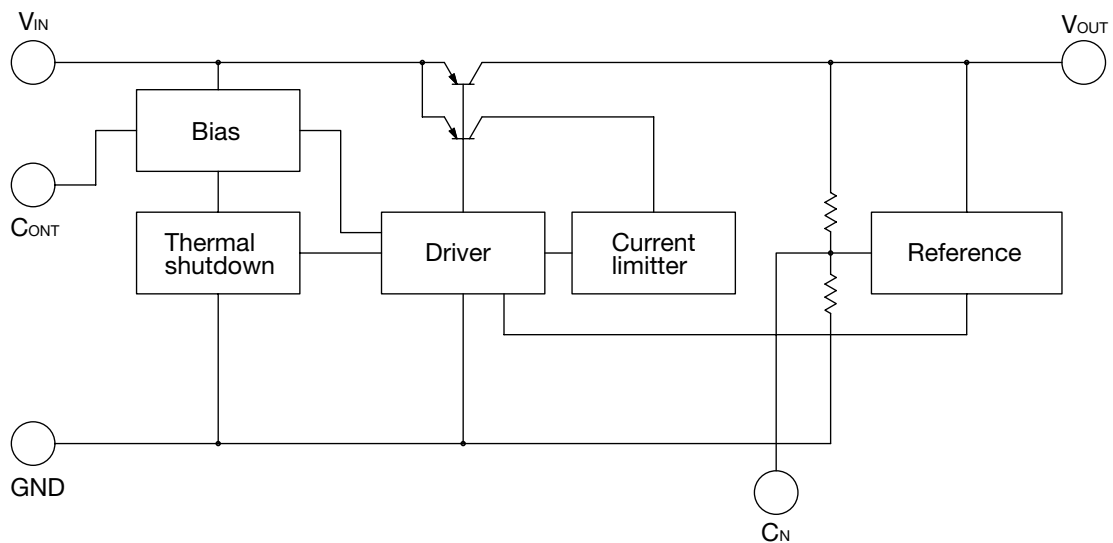 VIN
VOUT
Bias
CONT
Thermal
shutdown
Driver
Current
limitter
Reference
GND
CN